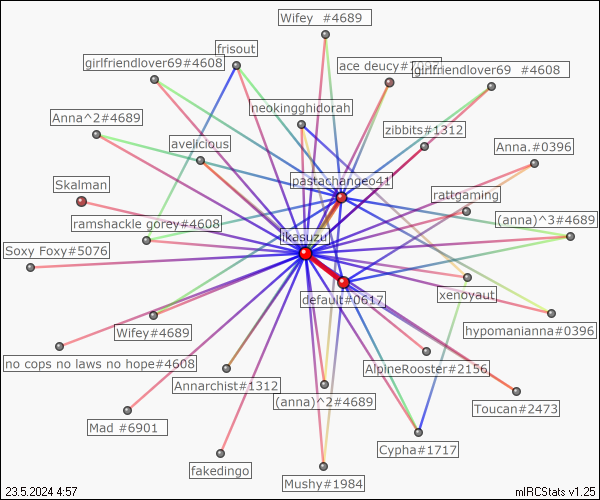 Wifey   #4689
frisout
girlfriendlover69#4608
ace deucy#
girlfriendlover69   #4608
neokingghidorah
Anna^2#4689
zibbits#1312
avelicious
Anna.#0396
pastachangeo41
Skalman
rattgaming
ramshackle gorey#4608
(anna)^3#4689
ikasuzu
Soxy Foxy#5076
default#0617
xenoyaut
Wifey#4689
hypomanianna#0396
no cops no laws no hope#4608
AlpineRooster#2156
Annarchist#1312
(anna)^2#4689
Toucan#2473
Mad #6901
Cypha#1717
fakedingo
Mushy#1984
23.5.2024 4:57
mIRCStats v1.25